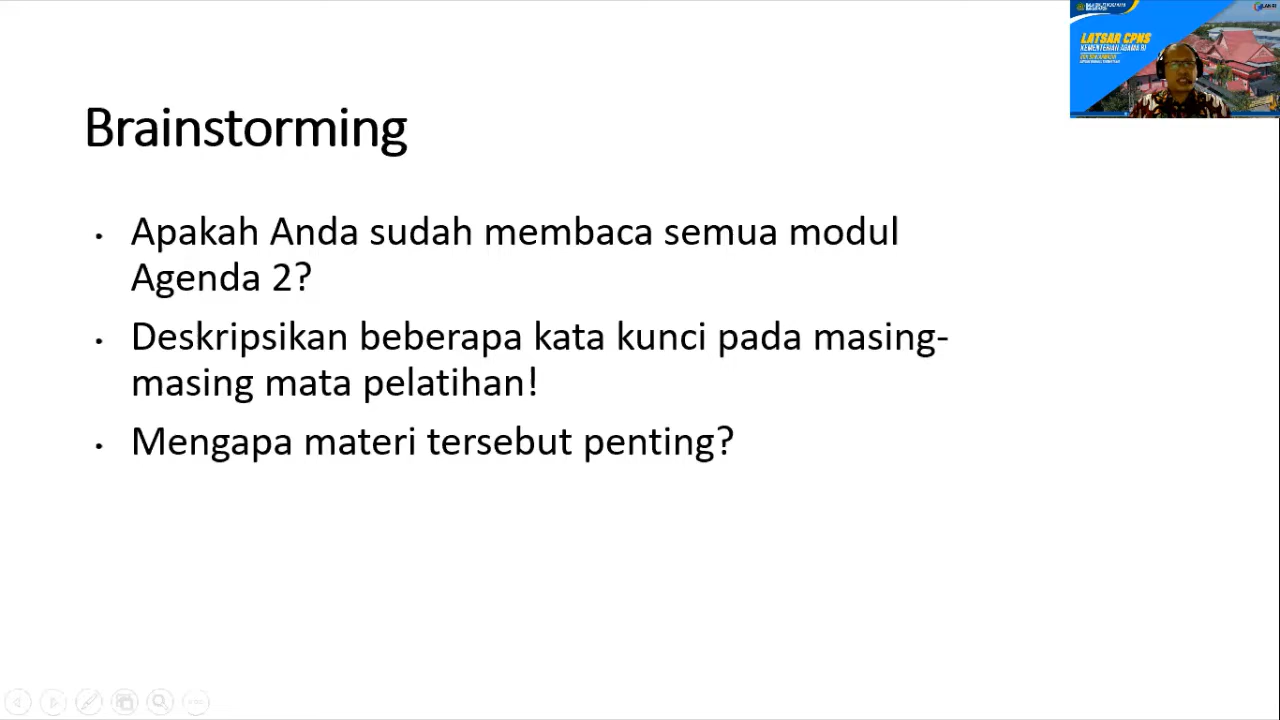 LATSAR CPNS
KEMENTERIAN AGAMA RI
Brainstorming
• Apakah Anda sudah membaca semua modul
Agenda 2?
• Deskripsikan beberapa kata kunci pada masing-
masing mata pelatihan!
• Mengapa materi tersebut penting?